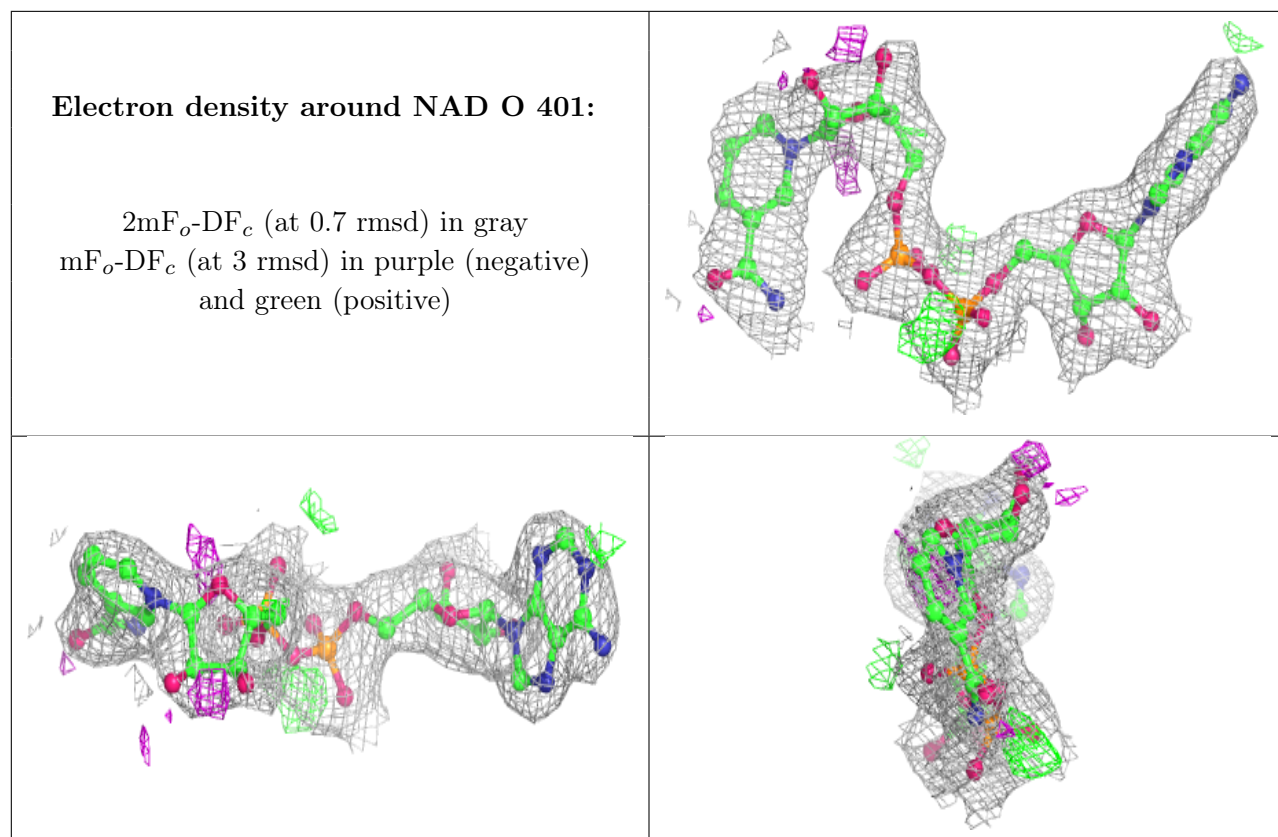 Electron density around NAD O 401:
2mFo-DFc (at 0.7 rmsd) in gray
mFo-DFc (at 3 rmsd) in purple (negative)
and green (positive)